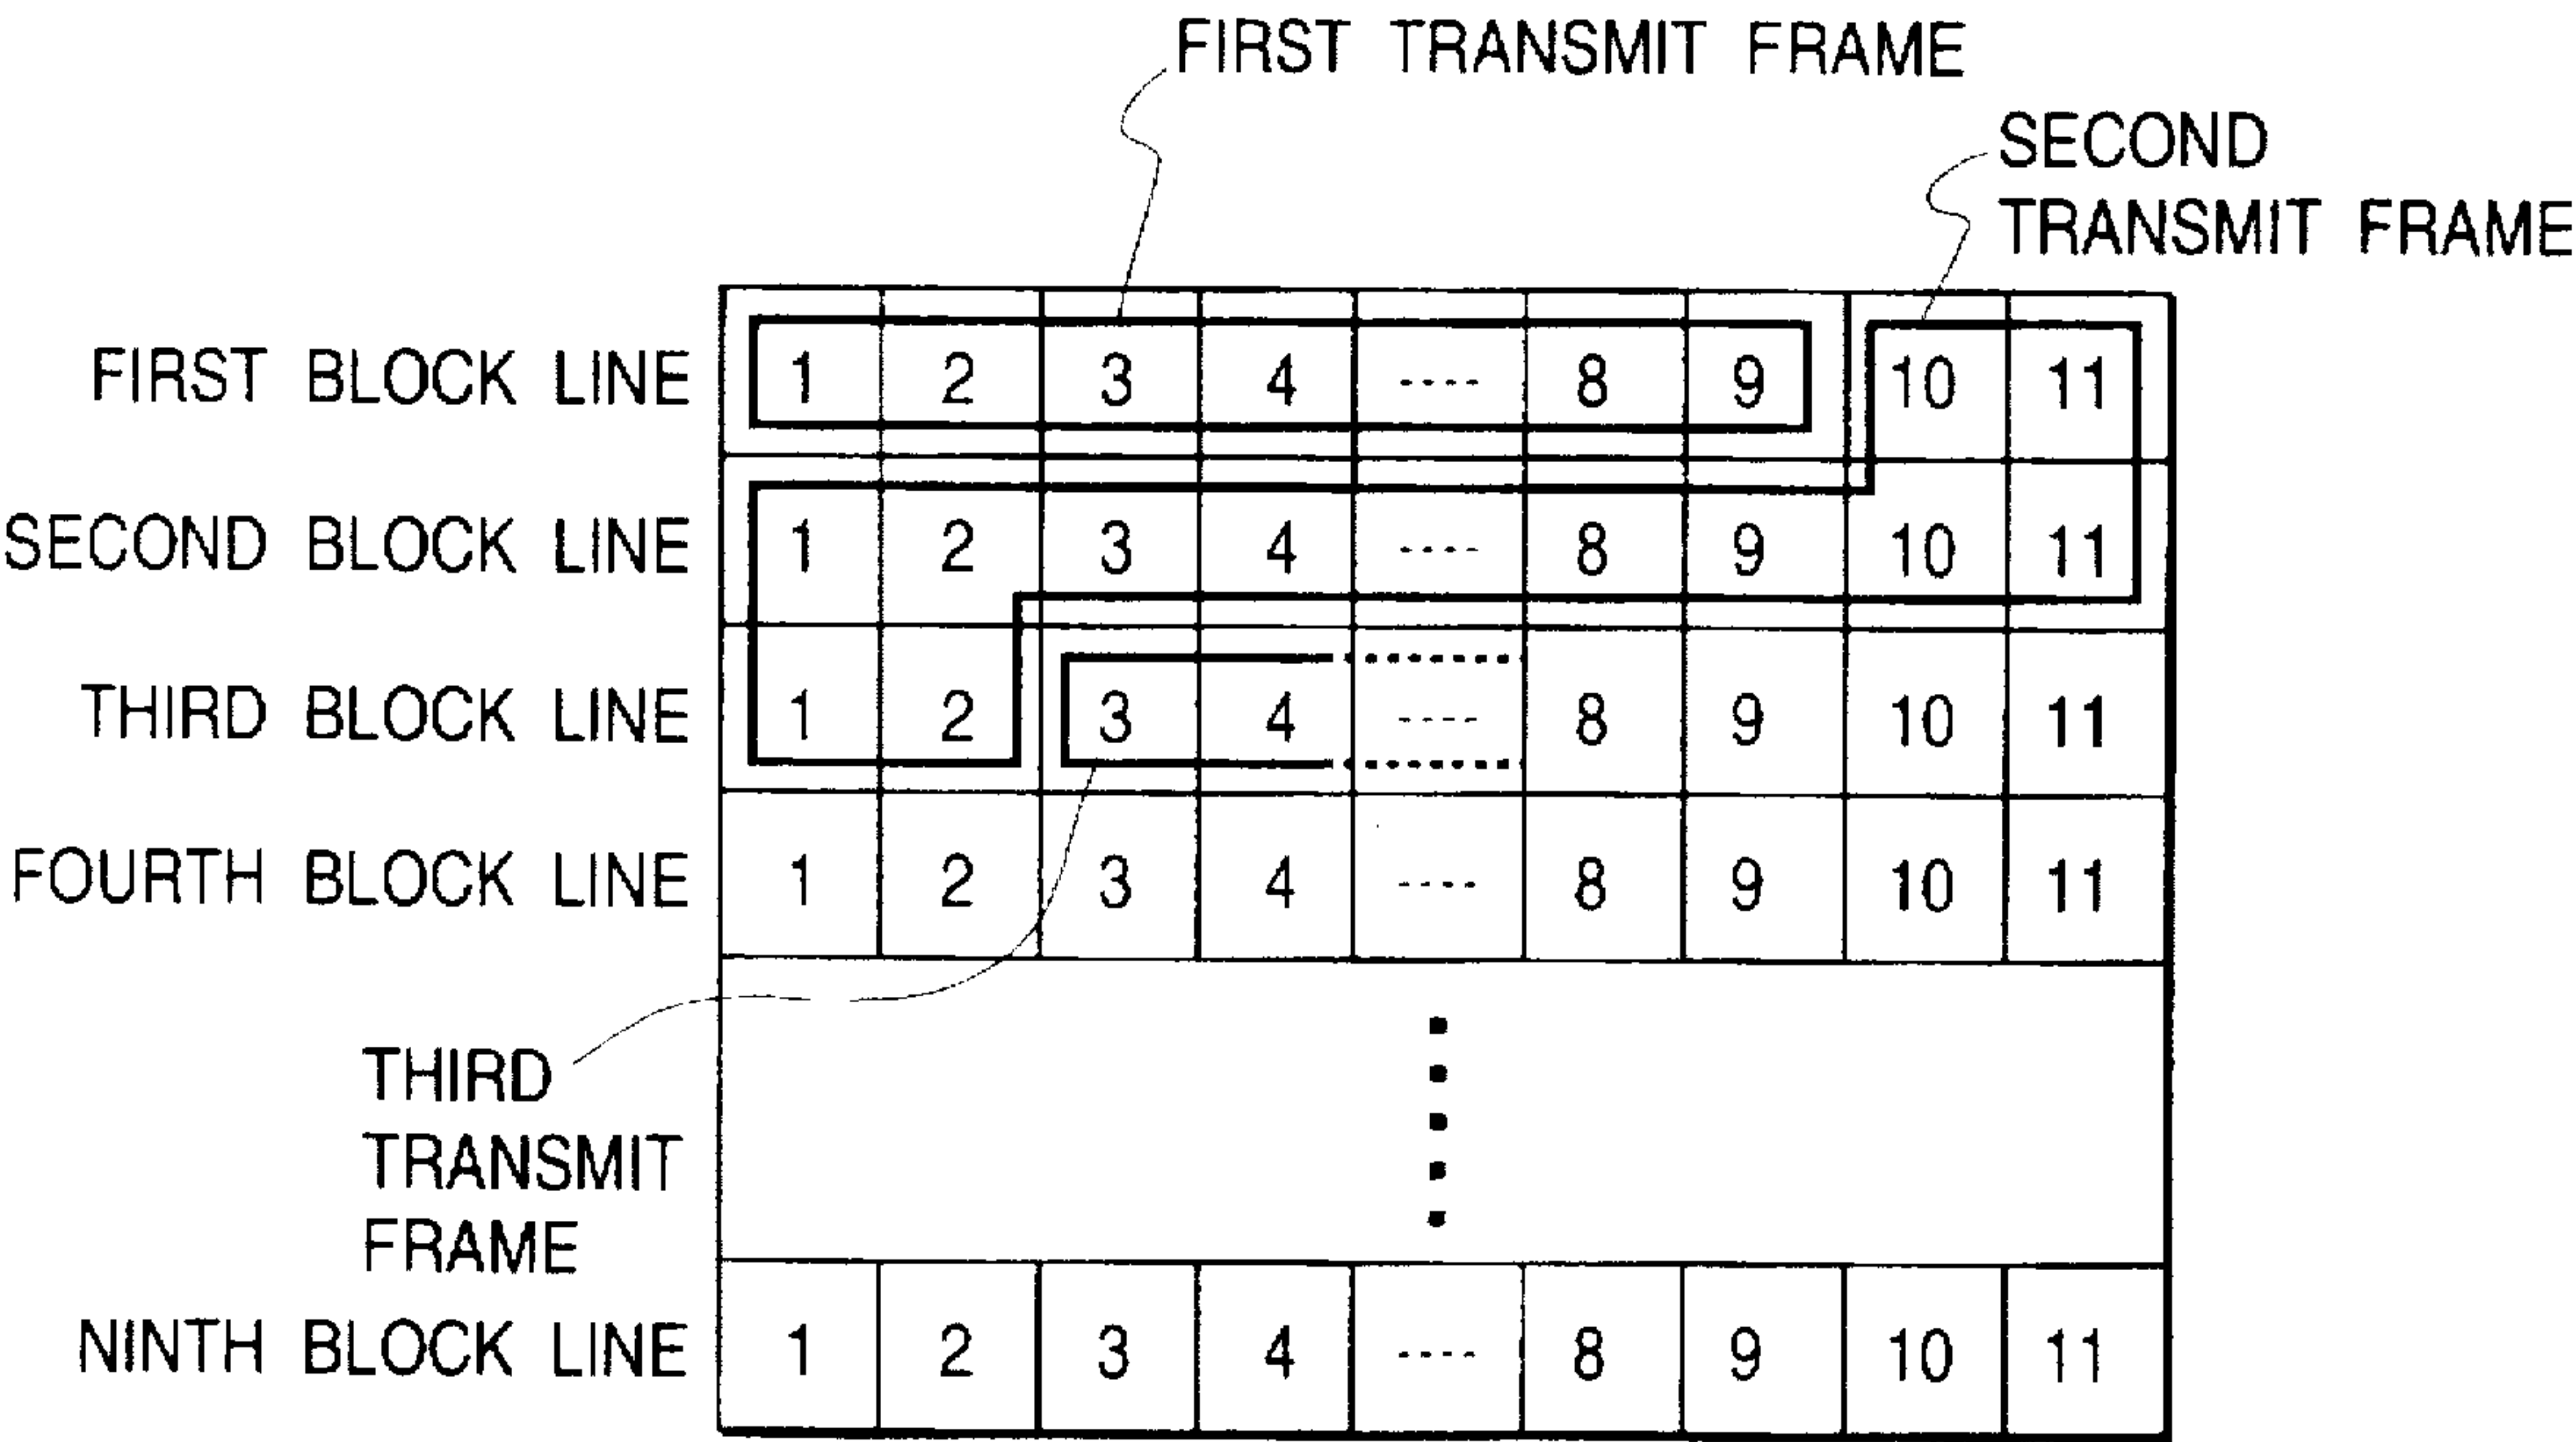 FIRST TRANSMIT FRAME
SECOND
TRANSMIT FRAME
FIRST BLOCK LINE 1 2 3 4 ---- 8 9 10 11
SECOND BLOCK LINE 1 2 3 4 ---- 8 9 10 11
THIRD BLOCK LINE 1 2 3 4 ---- 8 9 10 11
FOURTH BLOCK LINE 1 2 3 4 ---- 8 9 10 11
THIRD
TRANSMIT
FRAME
NINTH BLOCK LINE 1 2 3 4 ---- 8 9 10 11